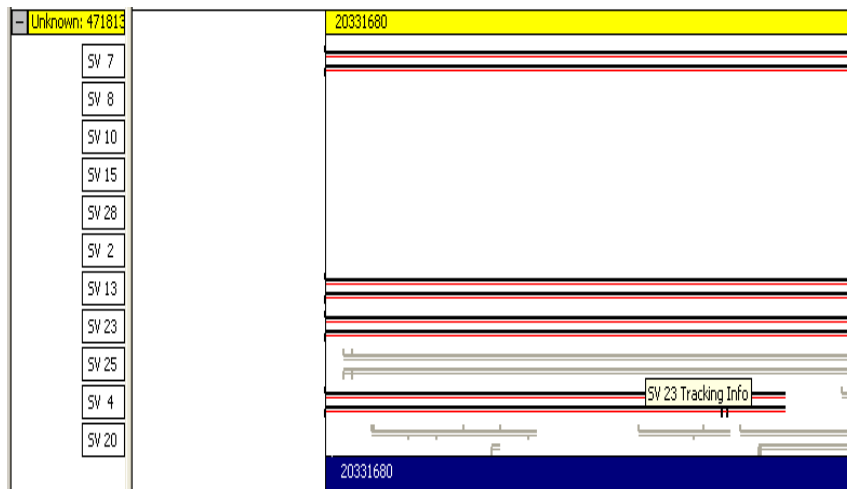 Unknown: 471813
20331680
SV 7
SV 8
SV 10
SV 15
SV 28
SV 2
SV 13
SV 23
SV 25
SV 4
SV 23 Tracking Info
SV 20
20331680